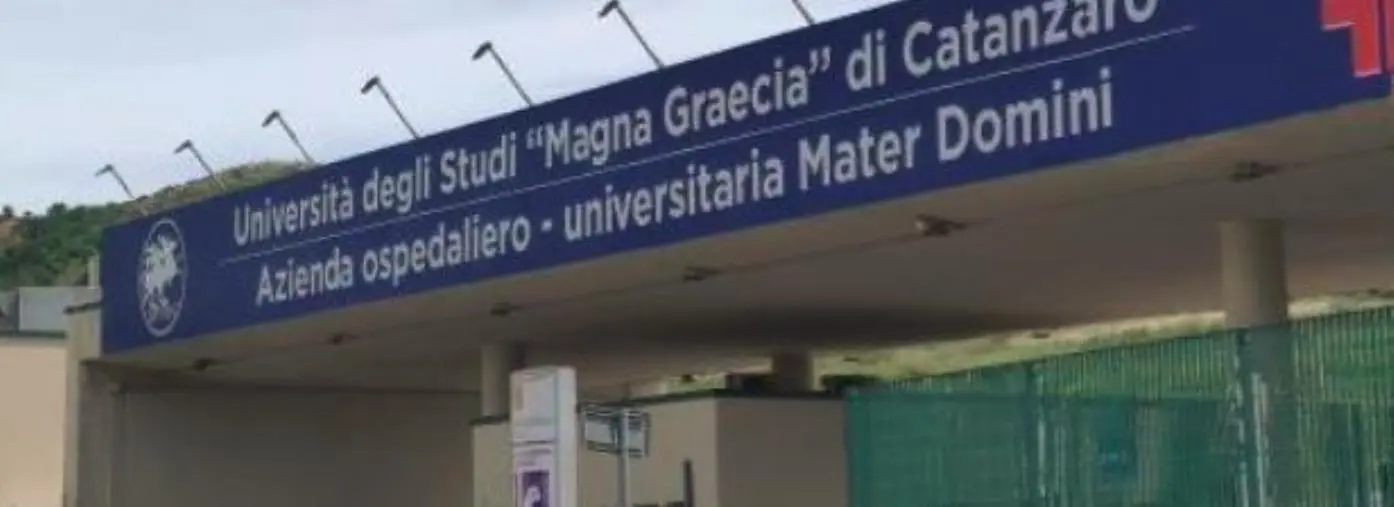 Università degli Studi “Magna Graecia” di Catanzaro
Azienda ospedaliero - universitaria Mater Domini